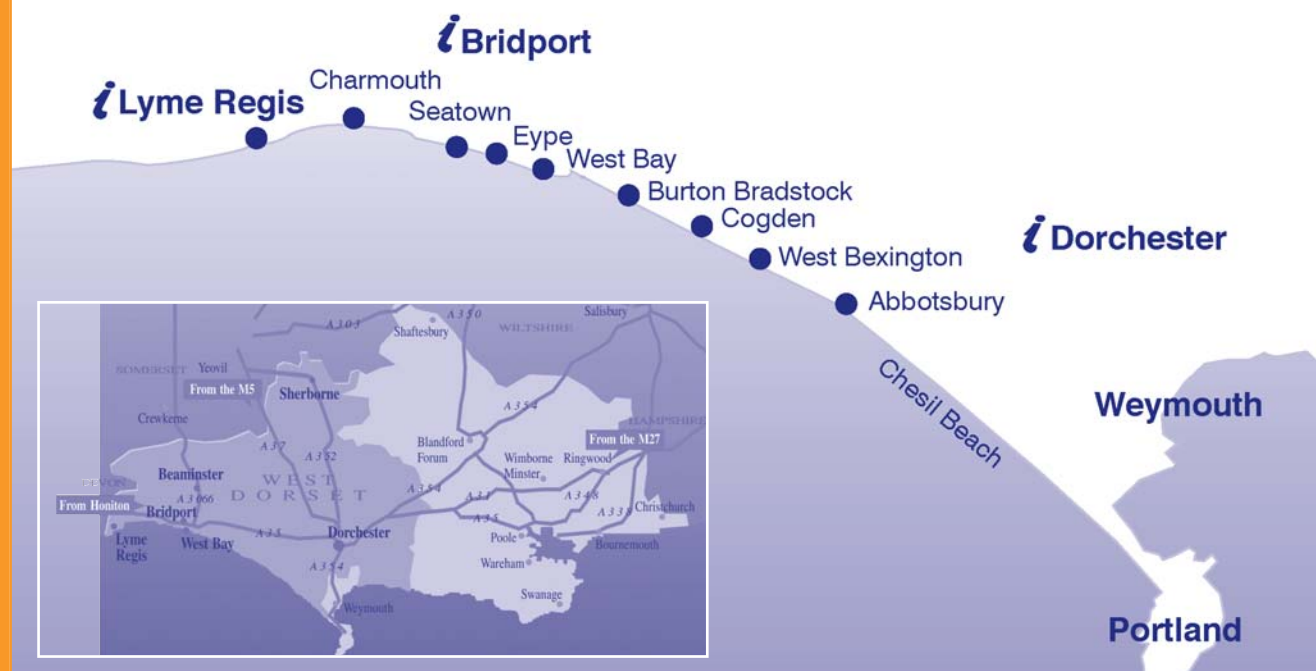 i Bridport
Charmouth
i Lyme Regis
Seatown
Eype
West Bay
Burton Bradstock
Cogden
i Dorchester
West Bexington
Abbotsbury
Chesil Beach
Weymouth
Portland
A303
A350
Salisbury
Shaftesbury
WILTSHIRE
SOMERSET
Yeovil
From the M5
Sherborne
A354
Crewkerne
HAMPSHIRE
From the M27
Blandford
Forum
A37
A352
Wimborne
Minster
Ringwood
Beaminster
WEST
DORSET
DEVON
A3066
A354
A31
A348
A338
From Honiton
Bridport
A35
A35
Christchurch
Lyme
Regis
West Bay
Dorchester
Poole
Bournemouth
A354
Wareham
Swanage
Weymouth